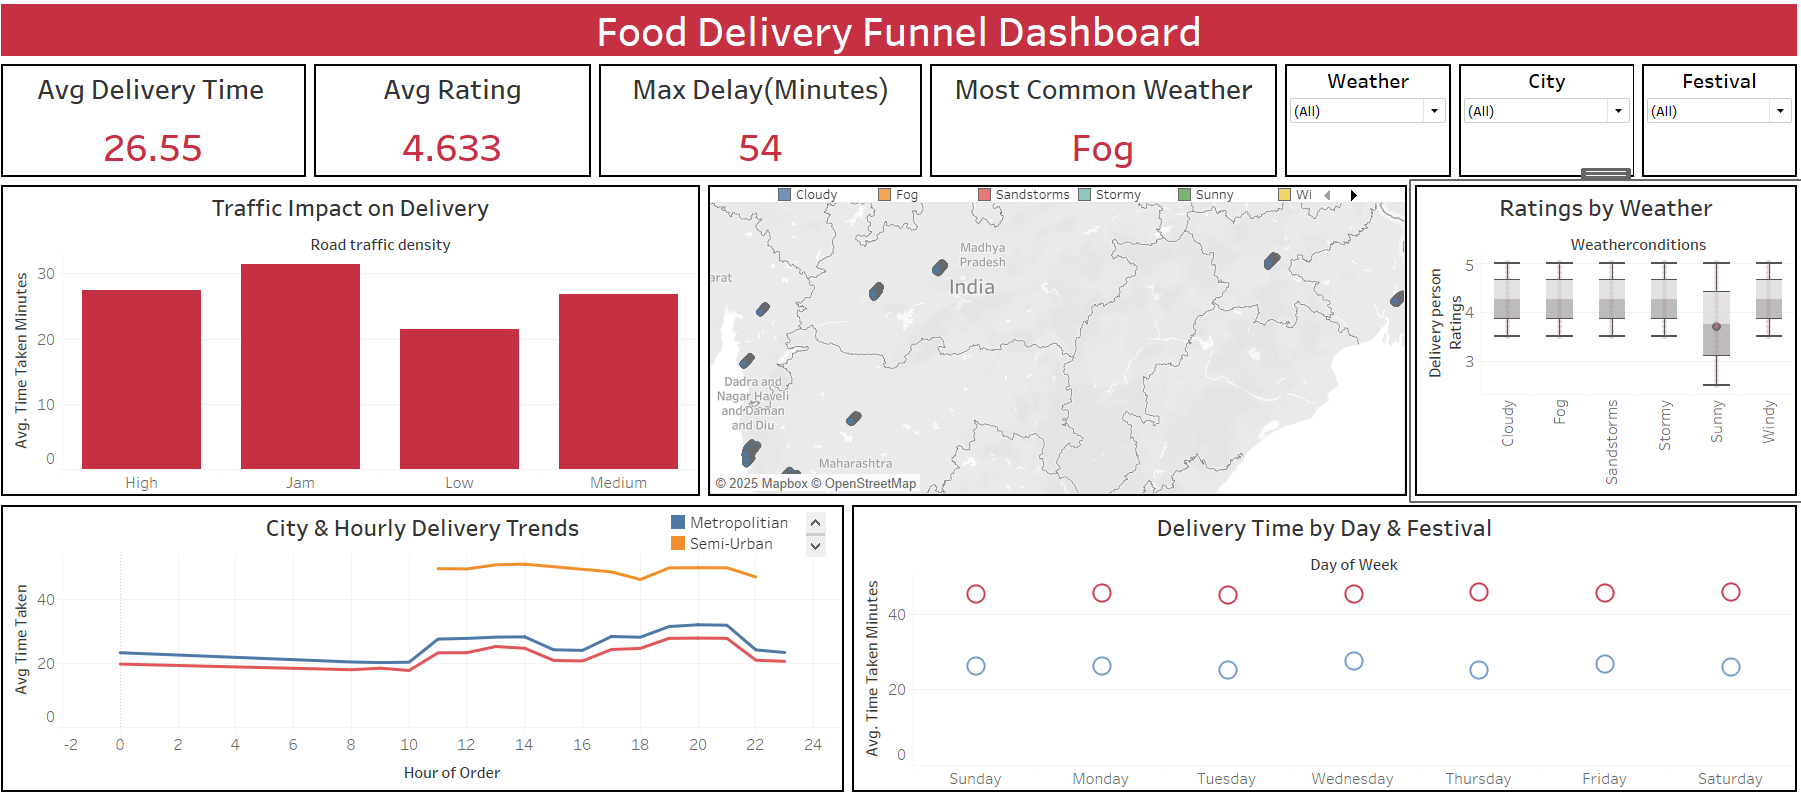 Food Delivery Funnel Dashboard
Avg Delivery Time
26.55
Avg Rating
4.633
Max Delay(Minutes)
54
Most Common Weather
Fog
Weather
(All)
City
(All)
Festival
(All)
Traffic Impact on Delivery
Road traffic density
Avg. Time Taken Minutes
30
20
10
0
High Jam Low Medium
Cloudy Fog Sandstorms Stormy Sunny Wi
arat
Madhya
Pradesh
India
Dadra and
Nagar Haveli
and Daman
and Diu
Maharashtra
© 2025 Mapbox © OpenStreetMap
Ratings by Weather
Weatherconditions
Delivery person
Ratings
5
4
3
Cloudy
Fog
Sandstorms
Stormy
Sunny
Windy
City & Hourly Delivery Trends
Metropolitian
Semi-Urban
Avg Time Taken
40
20
0
-2 0 2 4 6 8 10 12 14 16 18 20 22 24
Hour of Order
Delivery Time by Day & Festival
Day of Week
Avg. Time Taken Minutes
40
20
0
Sunday Monday Tuesday Wednesday Thursday Friday Saturday